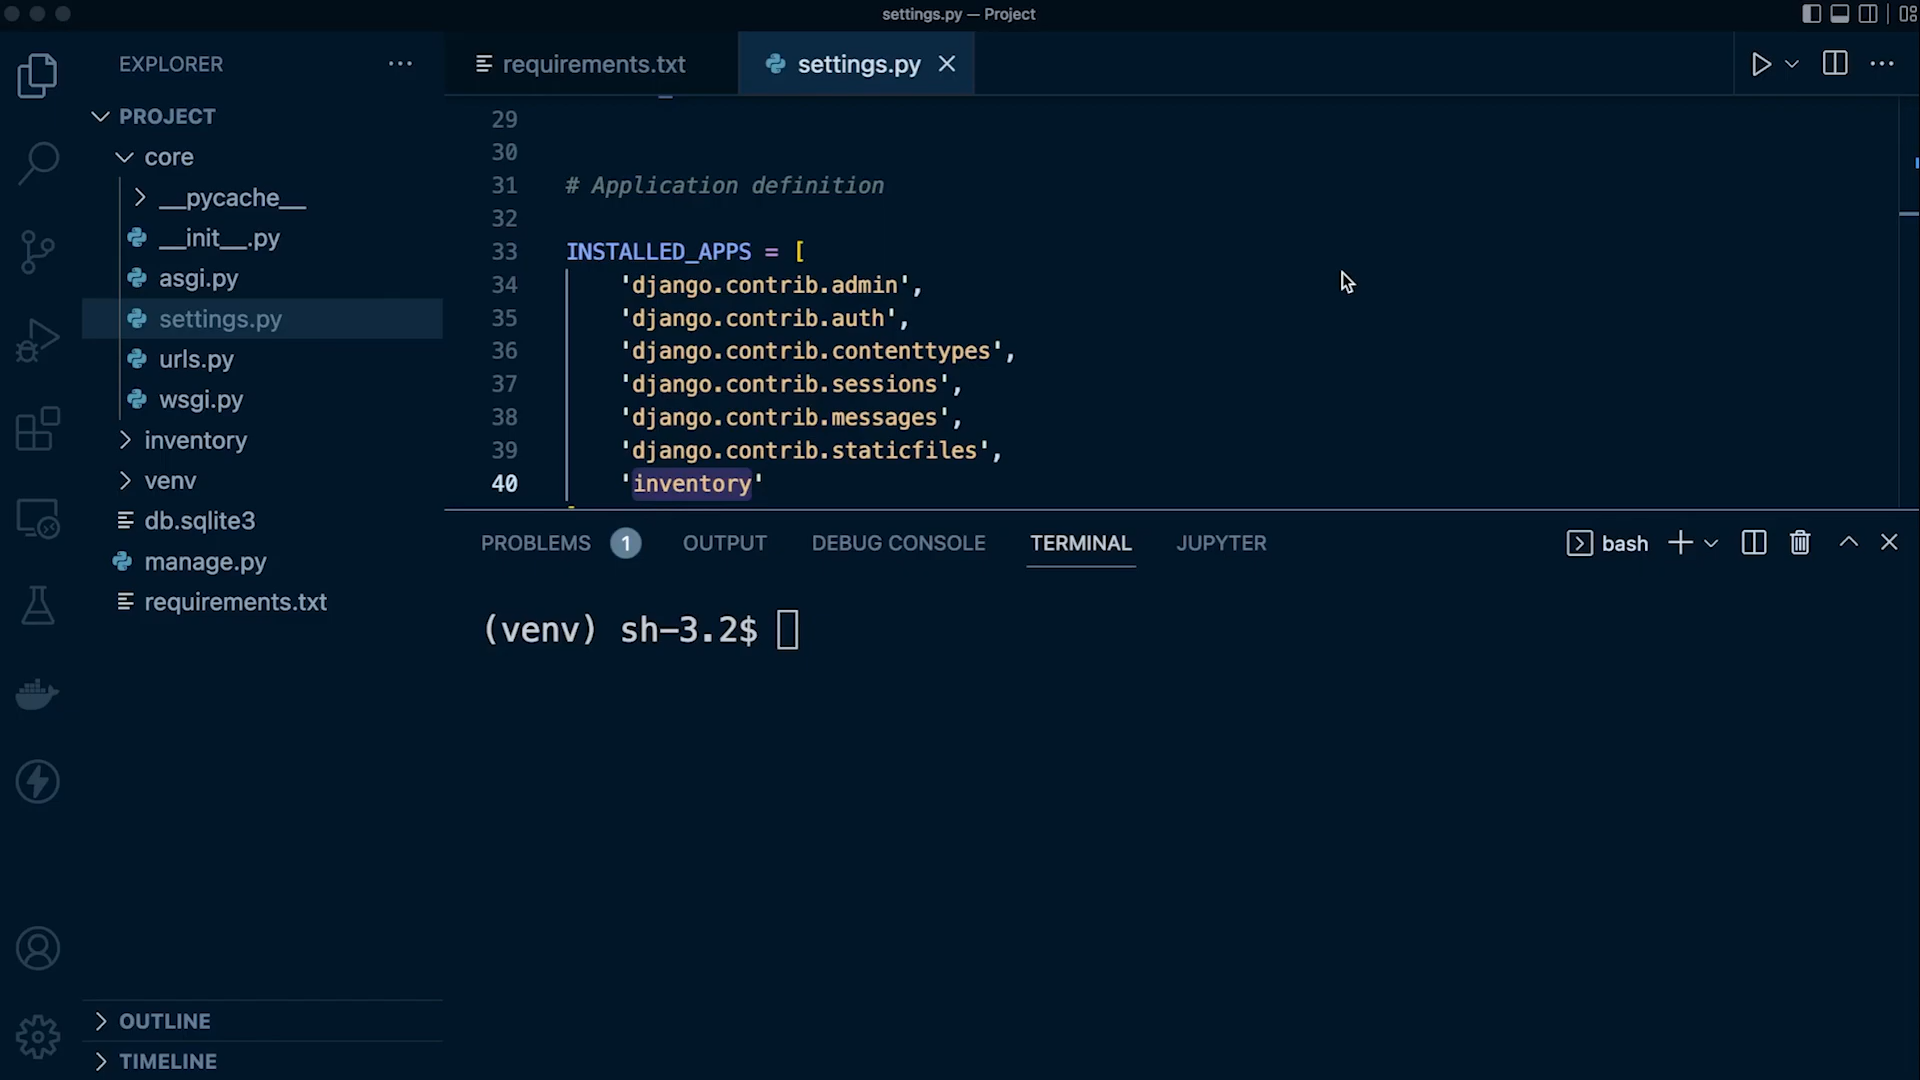 settings.py — Project
EXPLORER
PROJECT
core
__pycache__
__init__.py
asgi.py
settings.py
urls.py
wsgi.py
inventory
venv
db.sqlite3
manage.py
requirements.txt
OUTLINE
TIMELINE
requirements.txt
settings.py
29
30
31 # Application definition
32
33 INSTALLED_APPS = [
34 'django.contrib.admin',
35 'django.contrib.auth',
36 'django.contrib.contenttypes',
37 'django.contrib.sessions',
38 'django.contrib.messages',
39 'django.contrib.staticfiles',
40 'inventory'
PROBLEMS 1 OUTPUT DEBUG CONSOLE TERMINAL JUPYTER
bash
(venv) sh-3.2$